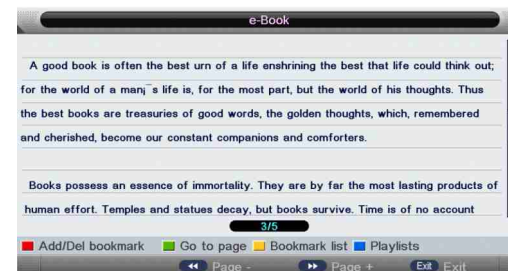 e-Book
A good book is often the best urn of a life enshrining the best that life could think out;
for the world of a man¡¯s life is, for the most part, but the world of his thoughts. Thus
the best books are treasuries of good words, the golden thoughts, which, remembered
and cherished, become our constant companions and comforters.
Books possess an essence of immortality. They are by far the most lasting products of
human effort. Temples and statues decay, but books survive. Time is of no account
3/5
Add/Del bookmark Go to page Bookmark list Playlists
Page - Page + Exit Exit